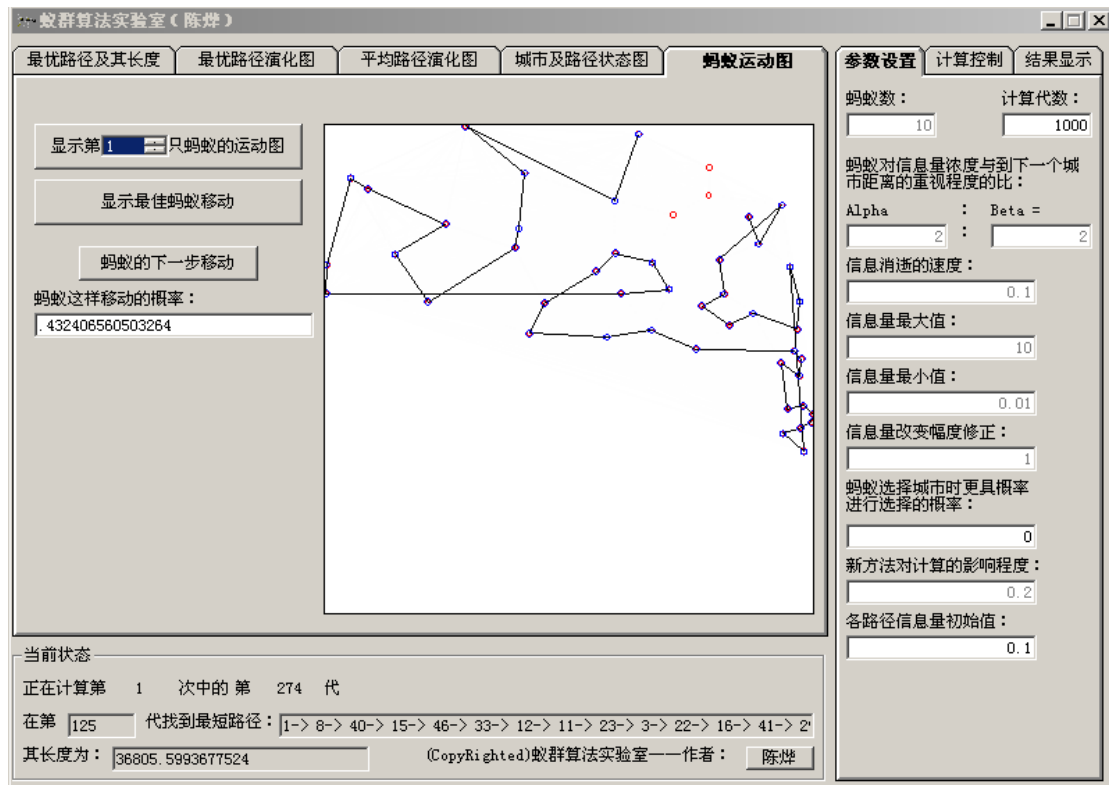 蚁群算法实验室(陈烨)
最优路径及其长度 最优路径演化图 平均路径演化图 城市及路径状态图 蚂蚁运动图
显示第 1 只蚂蚁的运动图
显示最佳蚂蚁移动
蚂蚁的下一步移动
蚂蚁这样移动的概率:
.432406560503264
参数设置 计算控制 结果显示
蚂蚁数: 计算代数:
10 1000
蚂蚁对信息量浓度与到下一个城
市距离的重视程度的比:
Alpha : Beta =
2 : 2
信息消逝的速度:
0.1
信息量最大值:
10
信息量最小值:
0.01
信息量改变幅度修正:
1
蚂蚁选择城市时更具概率
进行选择的概率:
0
新方法对计算的影响程度:
0.2
各路径信息量初始值:
0.1
当前状态
正在计算第 1 次中的 第 274 代
在第 125 代找到最短路径: 1-> 8-> 40-> 15-> 46-> 33-> 12-> 11-> 23-> 3-> 22-> 16-> 41->
其长度为: 36805.5993677524 (CopyRighted)蚁群算法实验室——作者: 陈烨